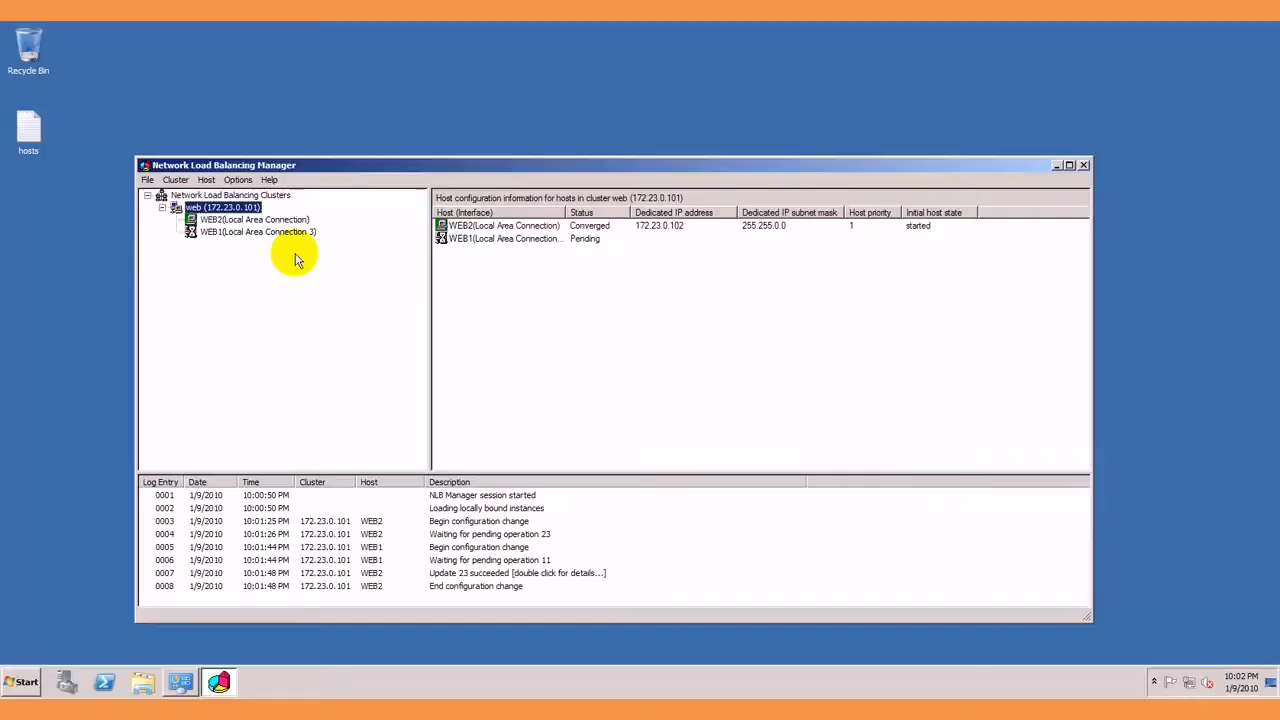 Recycle Bin
hosts
Network Load Balancing Manager
File Cluster Host Options Help
Network Load Balancing Clusters
web (172.23.0.101)
WEB2(Local Area Connection)
WEB1(Local Area Connection 3)
Host configuration information for hosts in cluster web (172.23.0.101)
Host (Interface) Status Dedicated IP address Dedicated IP subnet mask Host priority Initial host state
WEB2(Local Area Connection) Converged 172.23.0.102 255.255.0.0 1 started
WEB1(Local Area Connection... Pending
Log Entry Date Time Cluster Host Description
0001 1/9/2010 10:00:50 PM NLB Manager session started
0002 1/9/2010 10:00:50 PM Loading locally bound instances
0003 1/9/2010 10:01:25 PM 172.23.0.101 WEB2 Begin configuration change
0004 1/9/2010 10:01:26 PM 172.23.0.101 WEB2 Waiting for pending operation 23
0005 1/9/2010 10:01:44 PM 172.23.0.101 WEB1 Begin configuration change
0006 1/9/2010 10:01:44 PM 172.23.0.101 WEB1 Waiting for pending operation 11
0007 1/9/2010 10:01:48 PM 172.23.0.101 WEB2 Update 23 succeeded [double click for details...]
0008 1/9/2010 10:01:48 PM 172.23.0.101 WEB2 End configuration change
Start
10:02 PM
1/9/2010